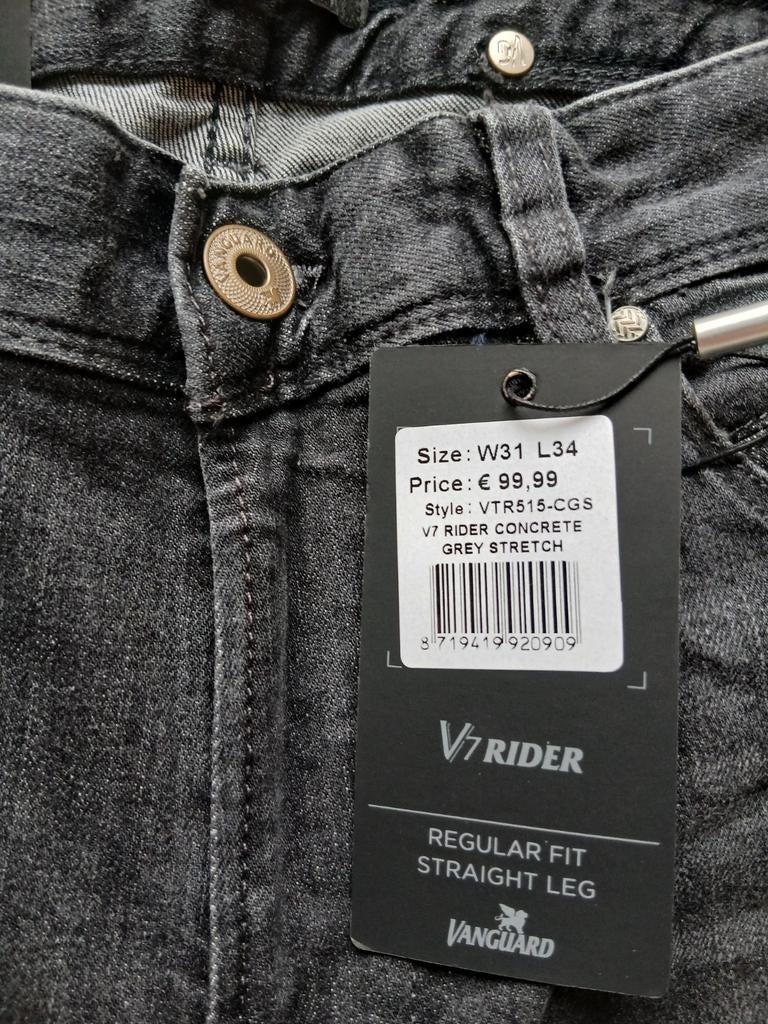 VANGUARD
Size: W31 L34
Price: € 99,99
Style: VTR515-CGS
V7 RIDER CONCRETE
GREY STRETCH
8 719419 920909
V7 RIDER
REGULAR FIT
STRAIGHT LEG
VANGUARD